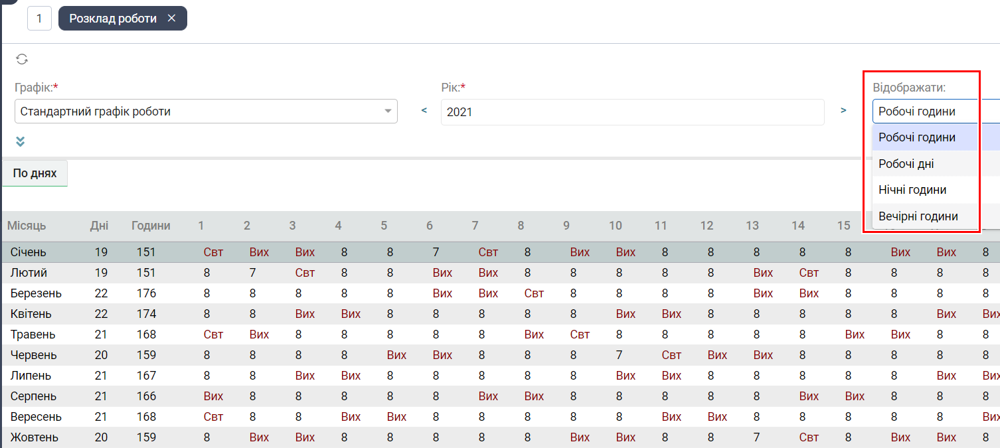 1 Розклад роботи ×
Графік:* Рік:* Відображати:
Стандартний графік роботи < 2021 > Робочі години
Робочі години
Робочі дні
Нічні години
Вечірні години
По днях
Місяць Дні Години 1 2 3 4 5 6 7 8 9 10 11 12 13 14 15
Січень 19 151 Свт Вих Вих 8 8 7 Свт 8 Вих Вих 8 8 8 8 8 Вих Вих 8
Лютий 19 151 8 7 Свт 8 8 Вих Вих 8 8 8 8 8 Вих Свт 8 8 8 8
Березень 22 176 8 8 8 8 8 Вих Вих Свт 8 8 8 8 Вих Вих 8 8 8 8
Квітень 22 174 8 8 Вих Вих 8 8 8 8 8 Вих Вих 8 8 8 8 8 Вих Вих
Травень 21 168 Свт Вих 8 8 8 8 8 Вих Свт 8 8 8 8 8 Вих Вих 8 8
Червень 20 159 8 8 8 8 Вих Вих 8 8 8 7 Свт Вих Вих 8 8 8 8 8
Липень 21 167 8 8 Вих Вих 8 8 8 8 8 Вих Вих 8 8 8 8 8 Вих Вих
Серпень 21 166 Вих 8 8 8 8 8 Вих Вих 8 8 8 8 8 Вих Вих 8 8 8
Вересень 21 168 Свт 8 8 Вих Вих 8 8 8 8 8 Вих Вих 8 8 8 8 8 Вих
Жовтень 20 159 8 Вих Вих 8 8 8 8 8 Вих Вих 8 8 7 Свт 8 Вих Вих 8